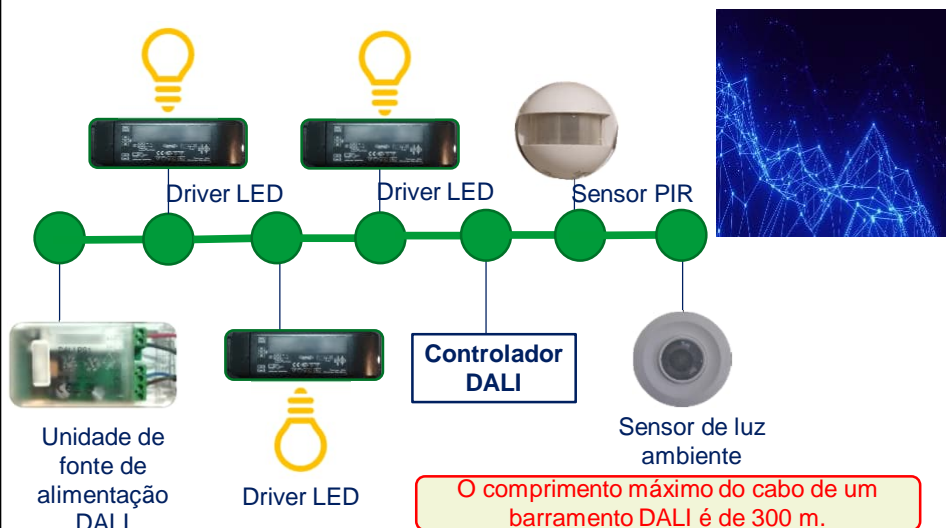 Driver LED
Driver LED
Sensor PIR
Controlador
DALI
Unidade de
fonte de
alimentação
DALI
Driver LED
Sensor de luz
ambiente
O comprimento máximo do cabo de um
barramento DALI é de 300 m.